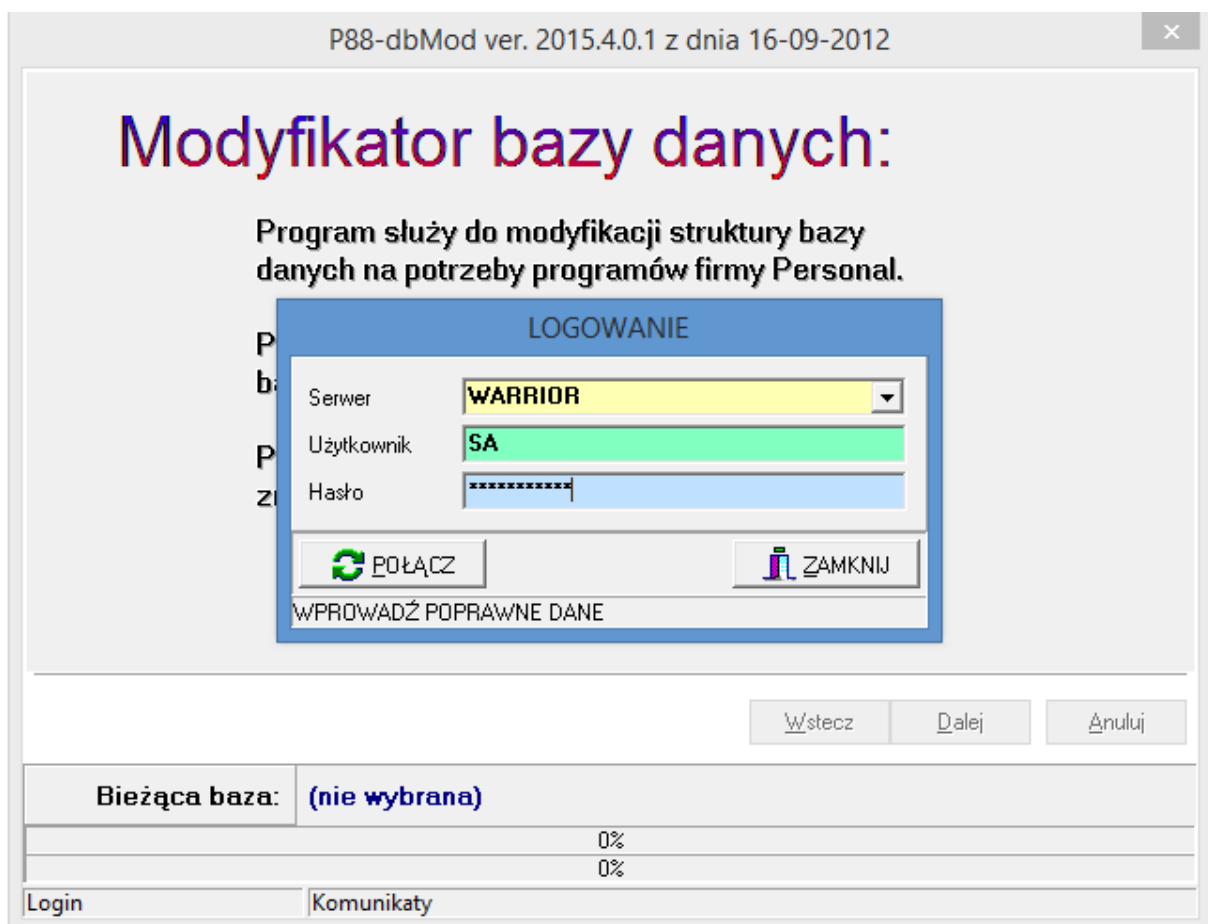 P88-dbMod ver. 2015.4.0.1 z dnia 16-09-2012
Modyfikator bazy danych:
Program służy do modyfikacji struktury bazy
danych na potrzeby programów firmy Personal.
LOGOWANIE
Serwer WARRIOR
Użytkownik SA
Hasło ***********
POŁĄCZ ZAMKNIJ
WPROWADŹ POPRAWNE DANE
Wstecz Dalej Anuluj
Bieżąca baza: (nie wybrana)
0%
0%
Login Komunikaty